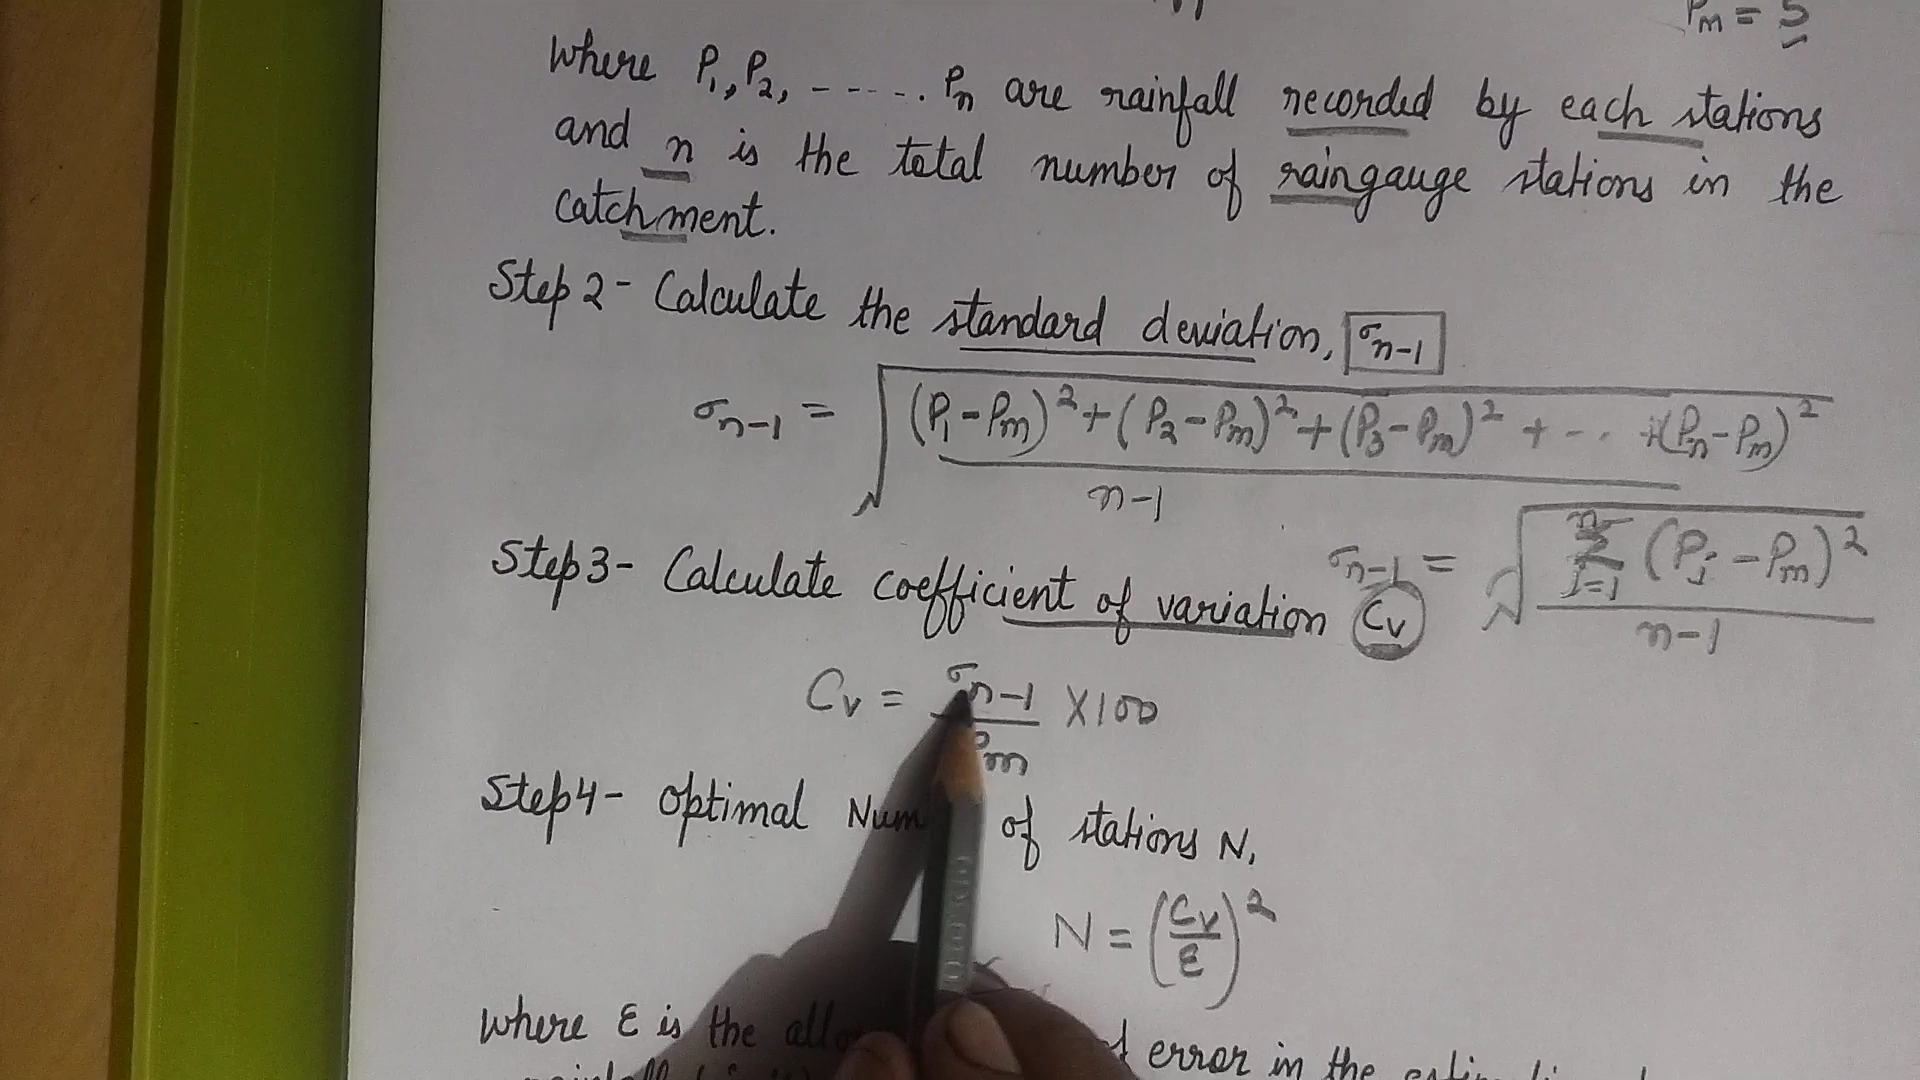 Pm = 5
Where P1, P2, ------. Pn are rainfall recorded by each stations
and n is the total number of raingauge stations in the
catchment.
Step 2 - Calculate the standard deviation, σn-1
σn-1 = √((P1 - Pm)² + (P2 - Pm)² + (P3 - Pm)² + -.. +(Pn - Pm)² / n-1)
σn-1 = √(Σ j=1 n (Pj - Pm)² / n-1)
Step 3 - Calculate coefficient of variation Cv
Cv = σn-1 / Pm X 100
Step 4 - Optimal of stations N,
N = (Cv / ε)²
Where ε is the error in the